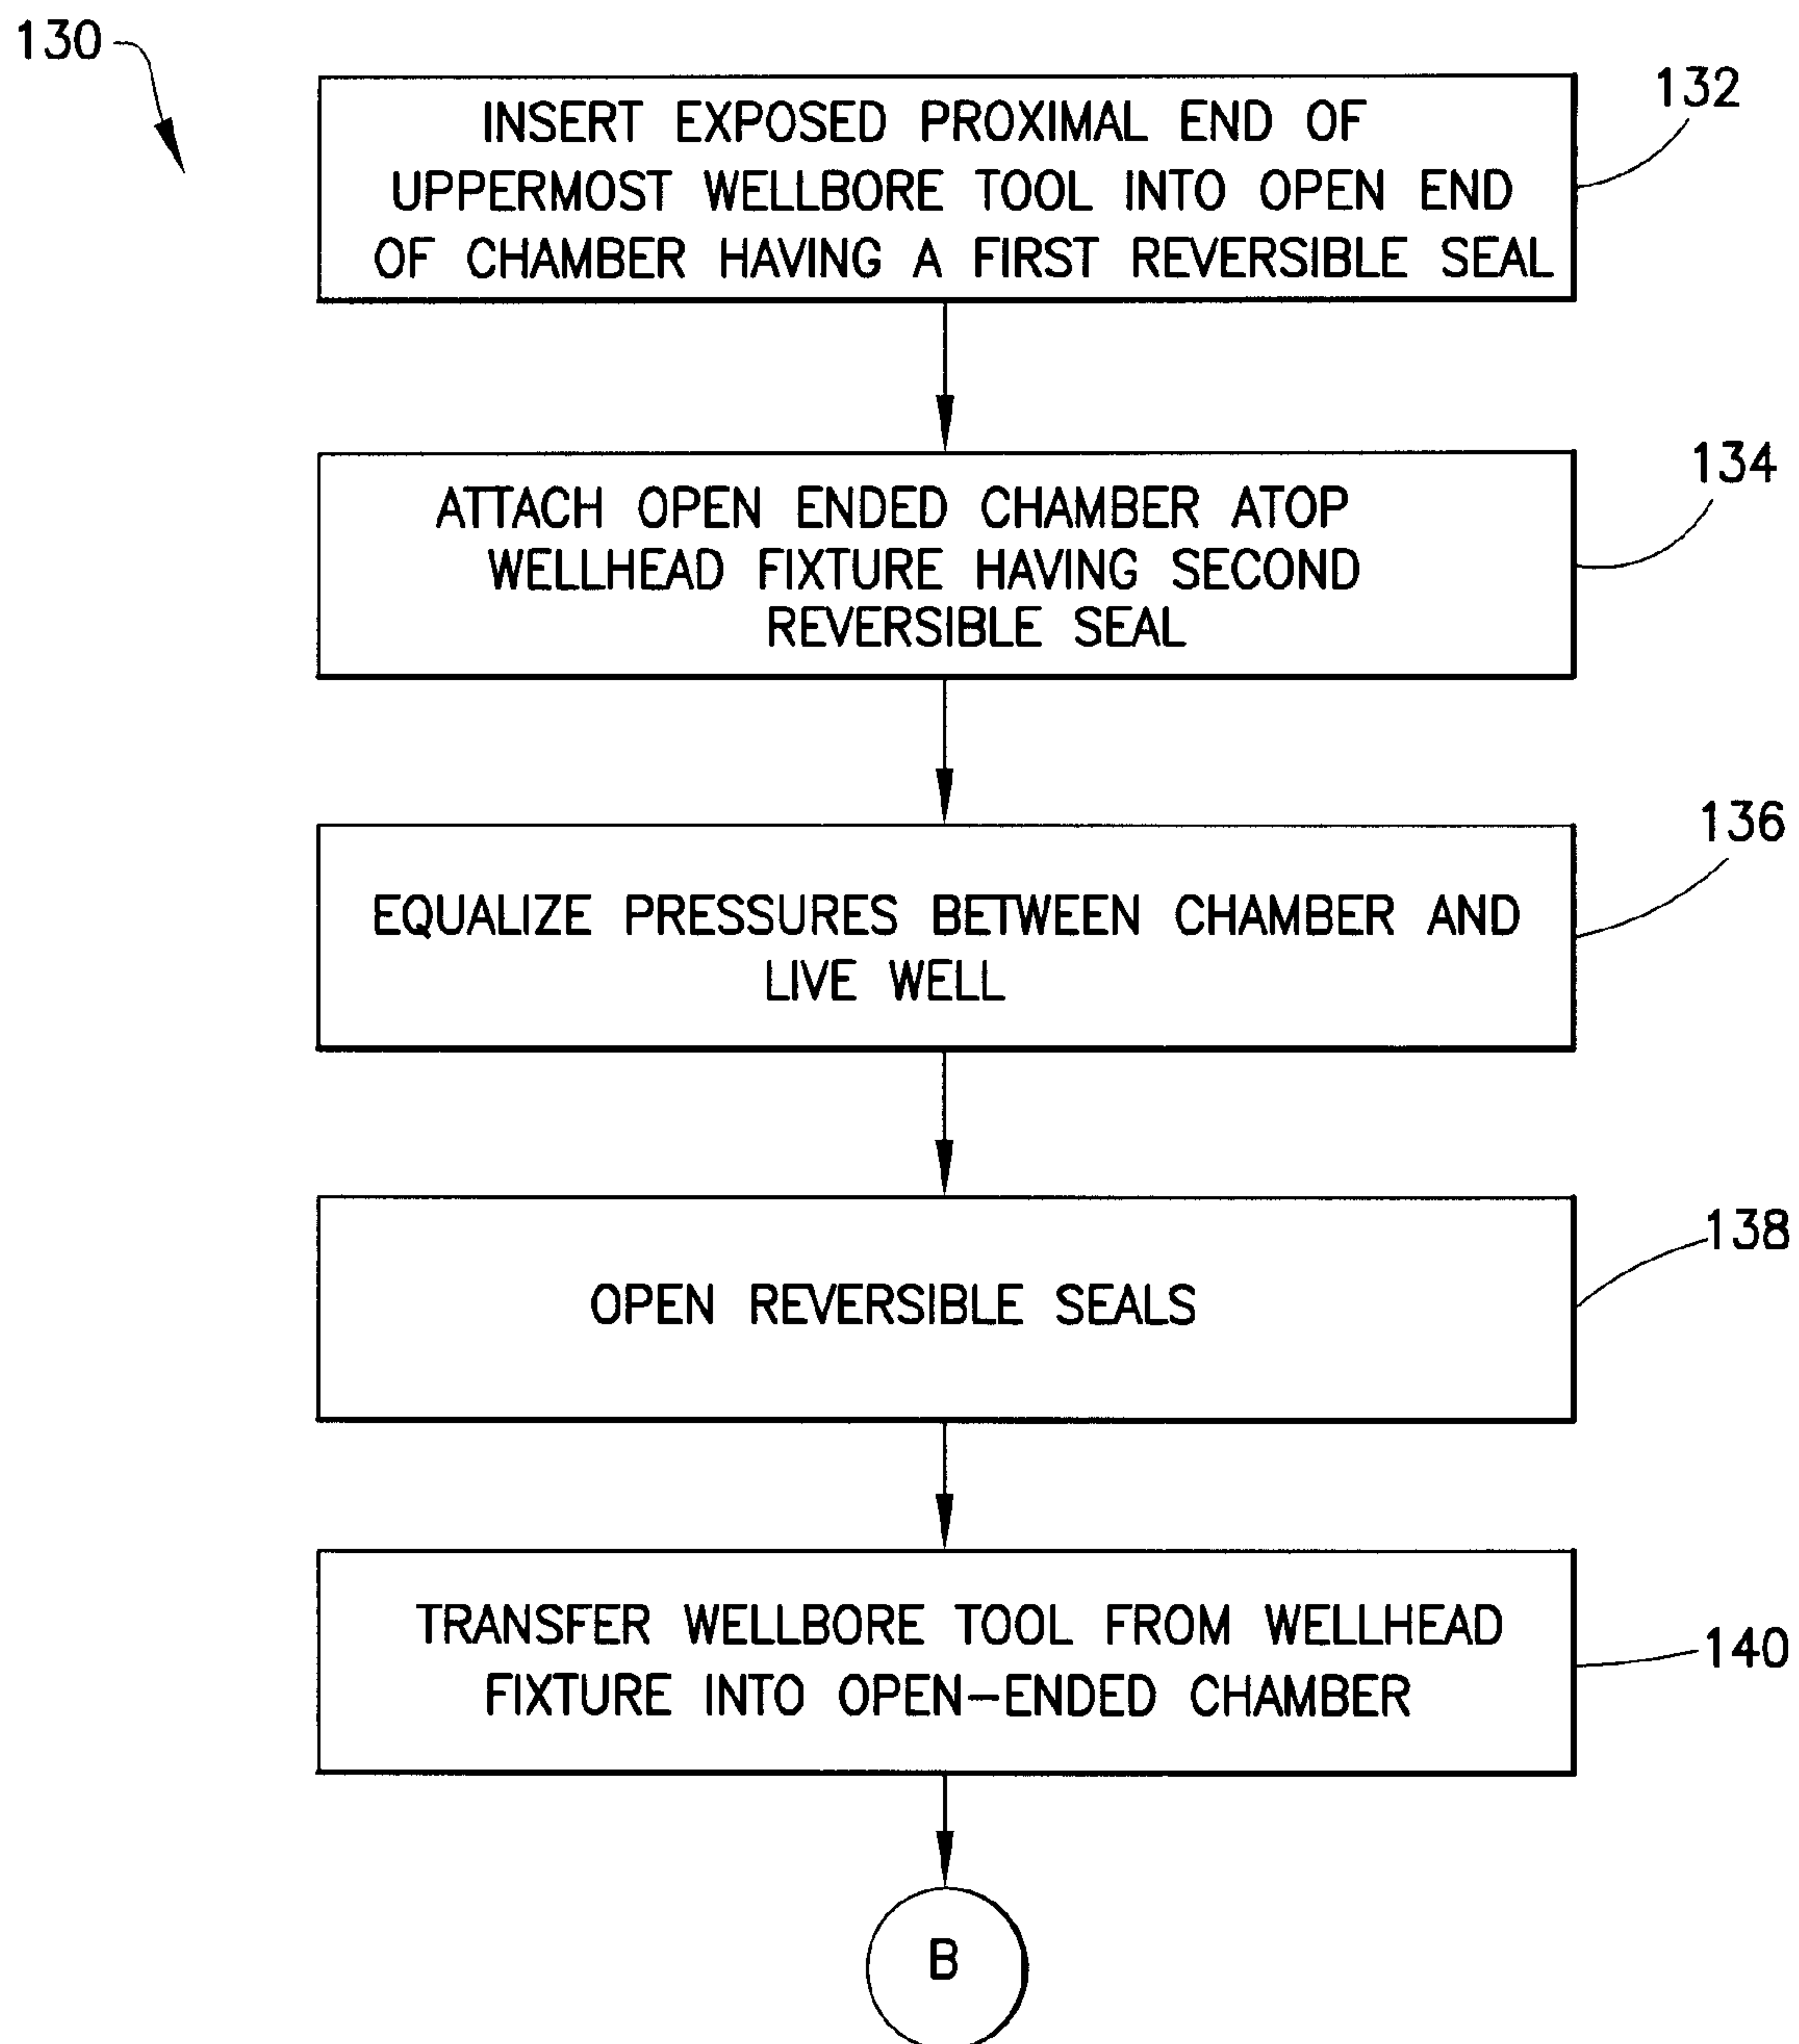 130
132
INSERT EXPOSED PROXIMAL END OF
UPPERMOST WELLBORE TOOL INTO OPEN END
OF CHAMBER HAVING A FIRST REVERSIBLE SEAL
134
ATTACH OPEN ENDED CHAMBER ATOP
WELLHEAD FIXTURE HAVING SECOND
REVERSIBLE SEAL
136
EQUALIZE PRESSURES BETWEEN CHAMBER AND
LIVE WELL
138
OPEN REVERSIBLE SEALS
140
TRANSFER WELLBORE TOOL FROM WELLHEAD
FIXTURE INTO OPEN-ENDED CHAMBER
B